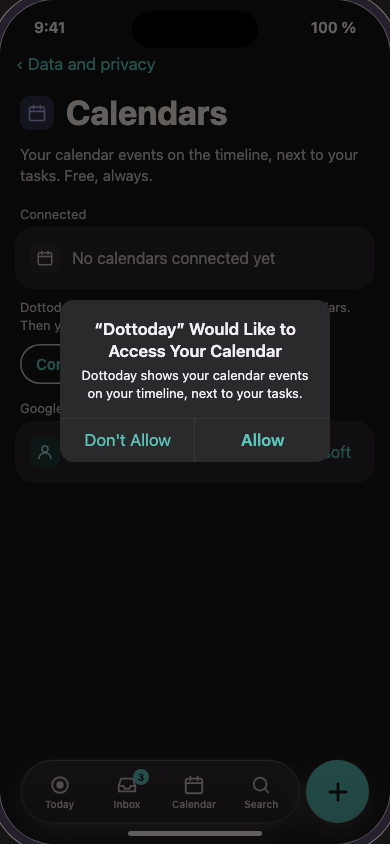 9:41
100 %
‹ Data and privacy
Calendars
Your calendar events on the timeline, next to your
tasks. Free, always.
Connected
No calendars connected yet
“Dottoday” Would Like to
Access Your Calendar
Dottoday shows your calendar events
on your timeline, next to your tasks.
Don't Allow
Allow
Google
Today
3
Inbox
Calendar
Search